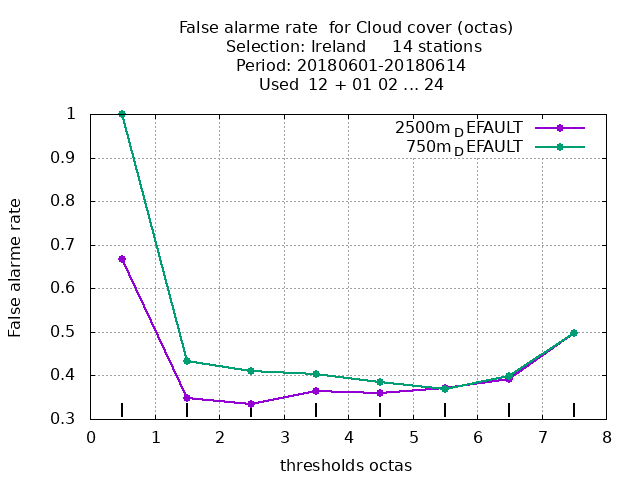 False alarme rate  for Cloud cover (octas)
Selection: Ireland     14 stations
Period: 20180601-20180614
Used  12 + 01 02 ... 24
2500m_DEFAULT
750m_DEFAULT
1
0.9
0.8
0.7
0.6
0.5
0.4
0.3
False alarme rate
0 1 2 3 4 5 6 7 8
thresholds octas